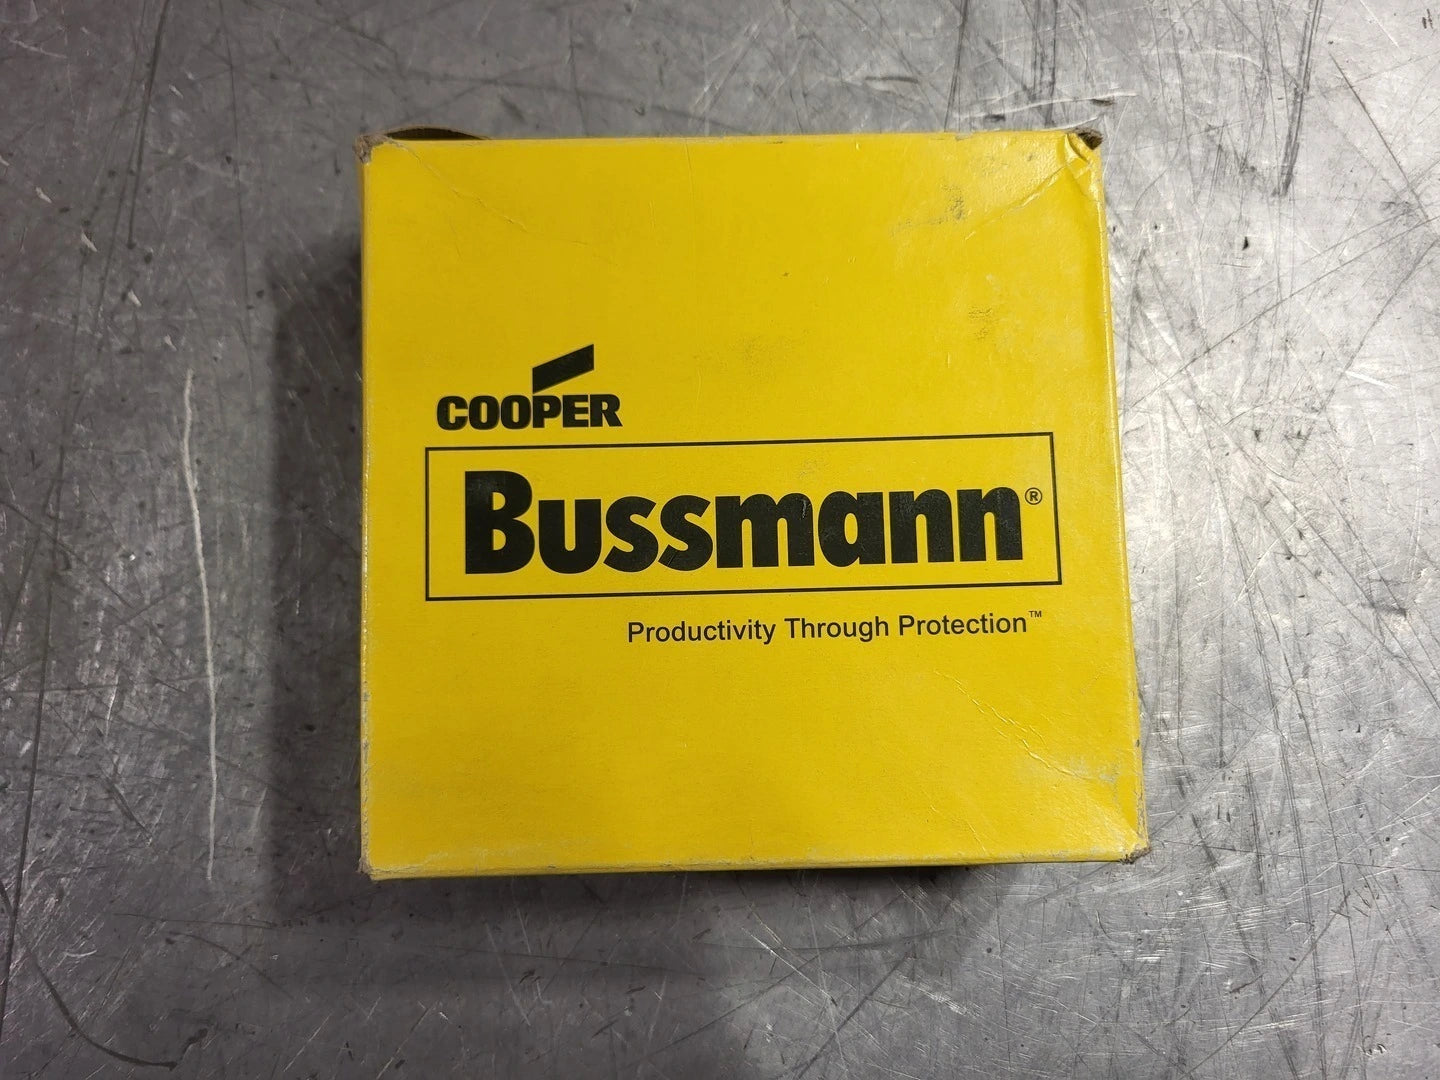 COOPER
Bussmann®
Productivity Through Protection™